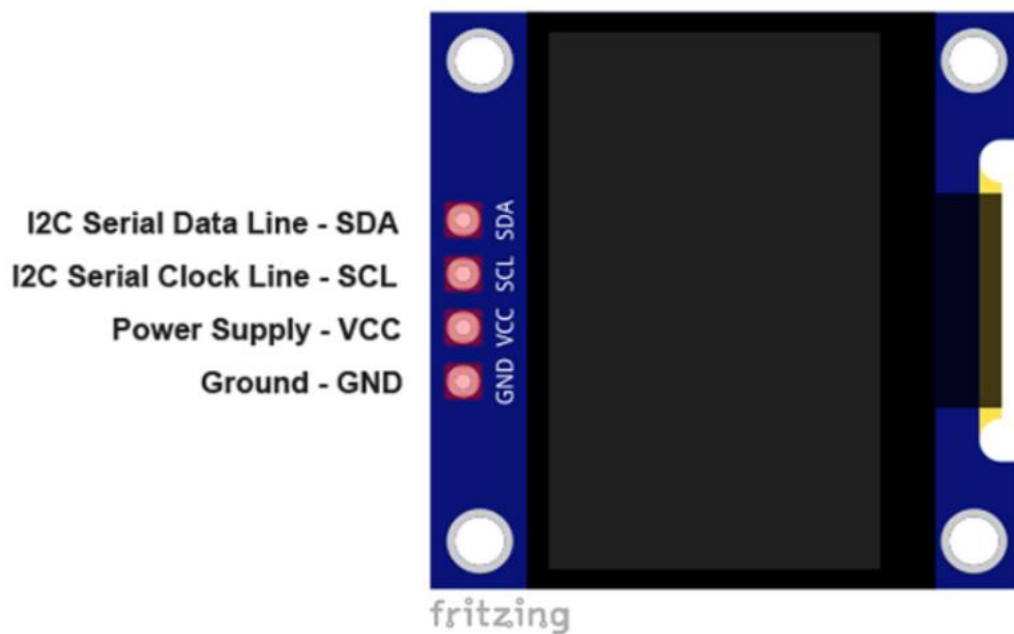 I2C Serial Data Line - SDA
I2C Serial Clock Line - SCL
Power Supply - VCC
Ground - GND
SDA
SCL
VCC
GND
fritzing